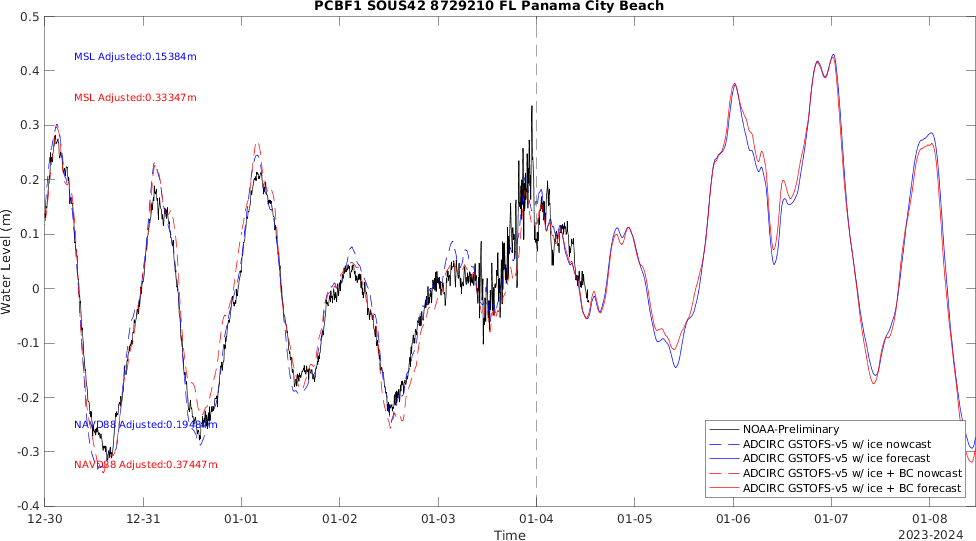 PCBF1 SOUS42 8729210 FL Panama City Beach
0.5
0.4
0.3
0.2
0.1
0
-0.1
-0.2
-0.3
-0.4
Water Level (m)
MSL Adjusted:0.15384m
MSL Adjusted:0.33347m
NAVD88 Adjusted:0.19484m
NAVD88 Adjusted:0.37447m
NOAA-Preliminary
ADCIRC GSTOFS-v5 w/ ice nowcast
ADCIRC GSTOFS-v5 w/ ice forecast
ADCIRC GSTOFS-v5 w/ ice + BC nowcast
ADCIRC GSTOFS-v5 w/ ice + BC forecast
12-30 12-31 01-01 01-02 01-03 01-04 01-05 01-06 01-07 01-08
Time
2023-2024